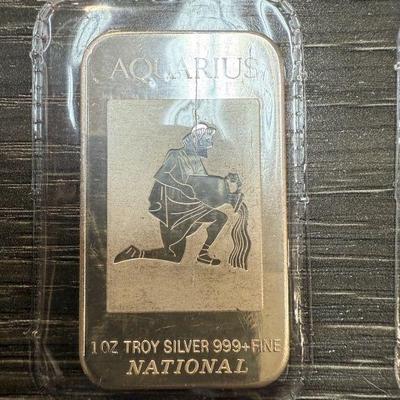 AQUARIUS
1 OZ TROY SILVER 999+ FINE
NATIONAL